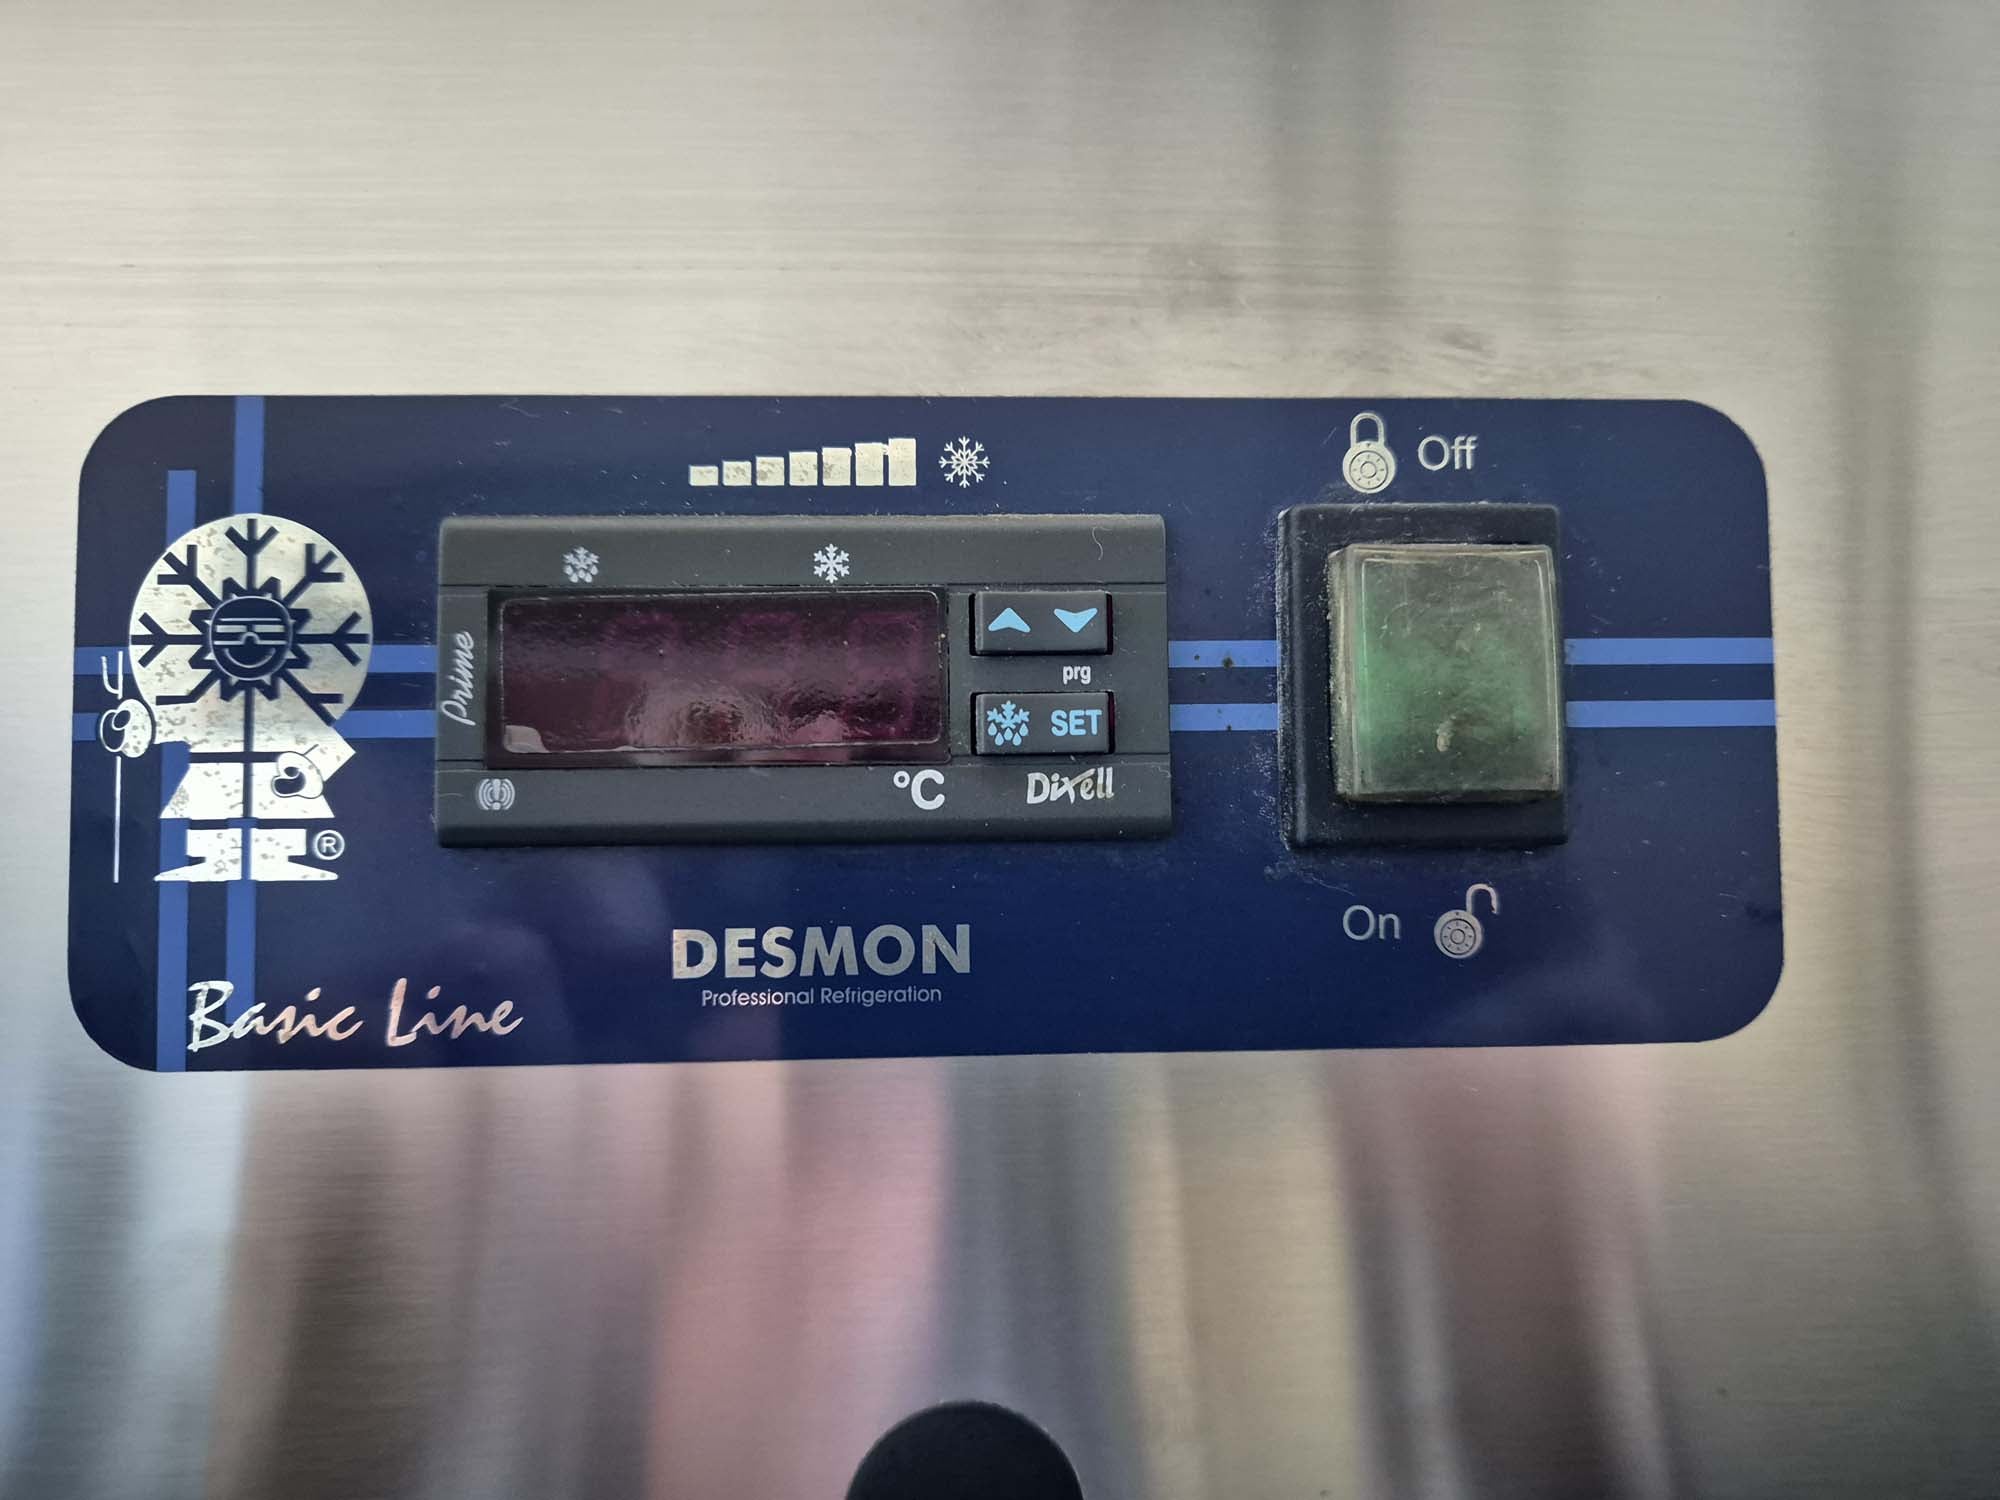 Off
Prime
prg
SET
°C
Dixell
®
On
DESMON
Professional Refrigeration
Basic Line